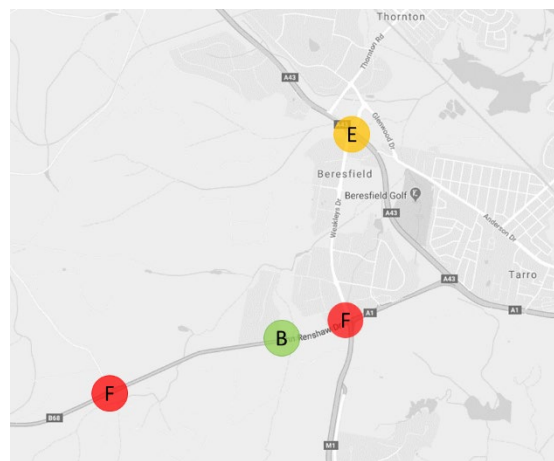 Thornton
Thornton Rd
A43
E
Glenwood Dr
Beresfield
Beresfield Golf
Weakleys Dr
A43
Anderson Dr
A43
Tarro
F
A1
A1
B
Renshaw Dr
F
B68
M1